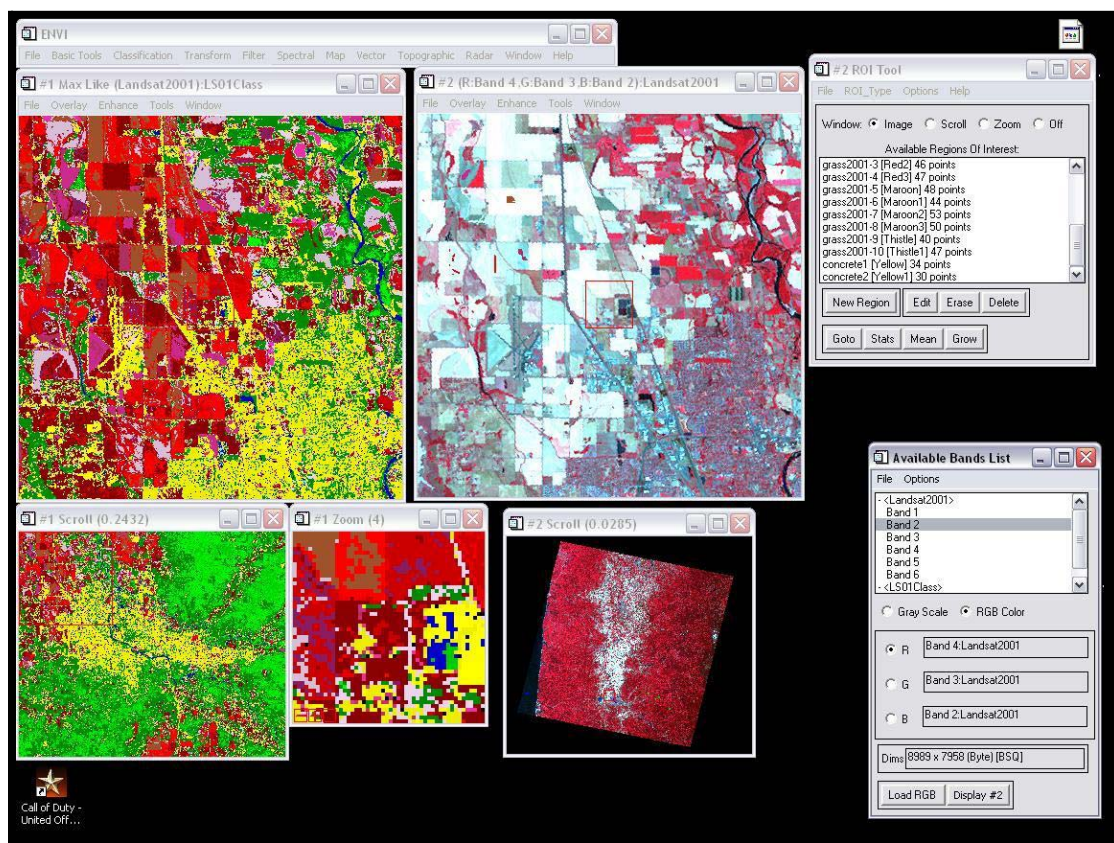 ENVI
File Basic Tools Classification Transform Filter Spectral Map Vector Topographic Radar Window Help
#1 Max Like (Landsat2001):LS01Class
File Overlay Enhance Tools Window
#2 (R:Band 4,G:Band 3,B:Band 2):Landsat2001
File Overlay Enhance Tools Window
#2 ROI Tool
File ROI_Type Options Help
Window: Image Scroll Zoom Off
Available Regions Of Interest:
grass2001-3 [Red2] 46 points
grass2001-4 [Red3] 47 points
grass2001-5 [Maroon] 48 points
grass2001-6 [Maroon1] 44 points
grass2001-7 [Maroon2] 53 points
grass2001-8 [Maroon3] 50 points
grass2001-9 [Thistle] 40 points
grass2001-10 [Thistle1] 47 points
concrete1 [Yellow] 34 points
concrete2 [Yellow1] 30 points
New Region Edit Erase Delete
Goto Stats Mean Grow
#1 Scroll (0.2432)
#1 Zoom (4)
#2 Scroll (0.0285)
Available Bands List
File Options
- <Landsat2001>
Band 1
Band 2
Band 3
Band 4
Band 5
Band 6
- <LS01Class>
Gray Scale RGB Color
R Band 4:Landsat2001
G Band 3:Landsat2001
B Band 2:Landsat2001
Dims 8989 x 7958 (Byte) [BSQ]
Load RGB Display #2
Call of Duty -
United Off...